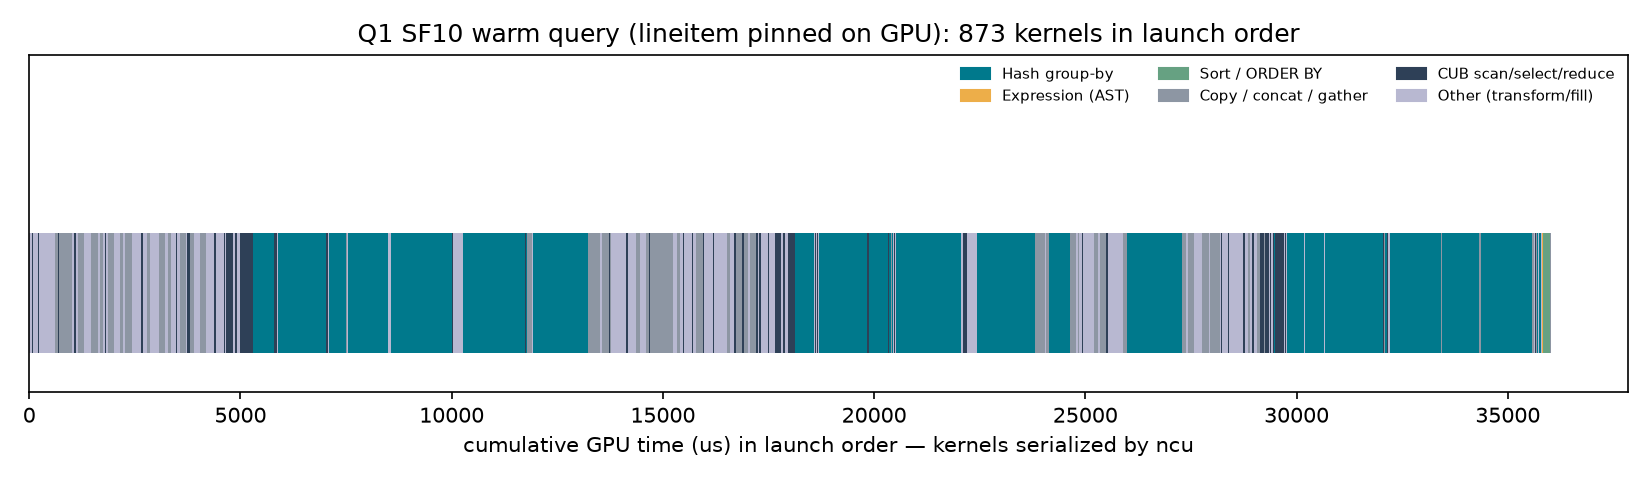 Q1 SF10 warm query (lineitem pinned on GPU): 873 kernels in launch order
Hash group-by
Expression (AST)
Sort / ORDER BY
Copy / concat / gather
CUB scan/select/reduce
Other (transform/fill)
0 5000 10000 15000 20000 25000 30000 35000
cumulative GPU time (us) in launch order — kernels serialized by ncu